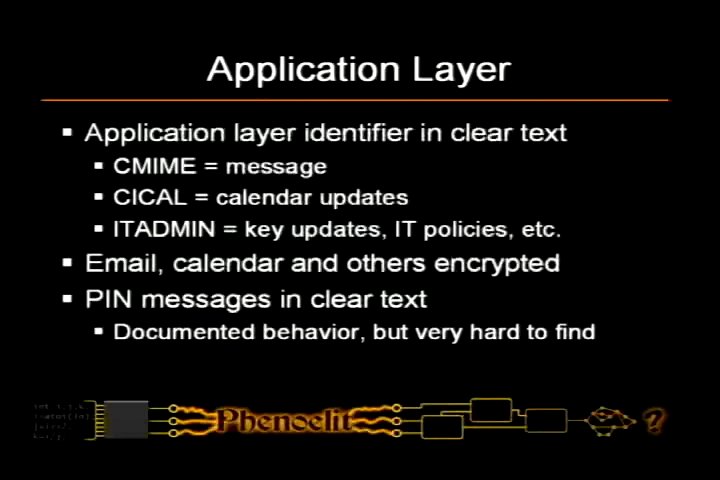 Application Layer
▪ Application layer identifier in clear text
▪ CMIME = message
▪ CICAL = calendar updates
▪ ITADMIN = key updates, IT policies, etc.
▪ Email, calendar and others encrypted
▪ PIN messages in clear text
▪ Documented behavior, but very hard to find
Phenoelit ?